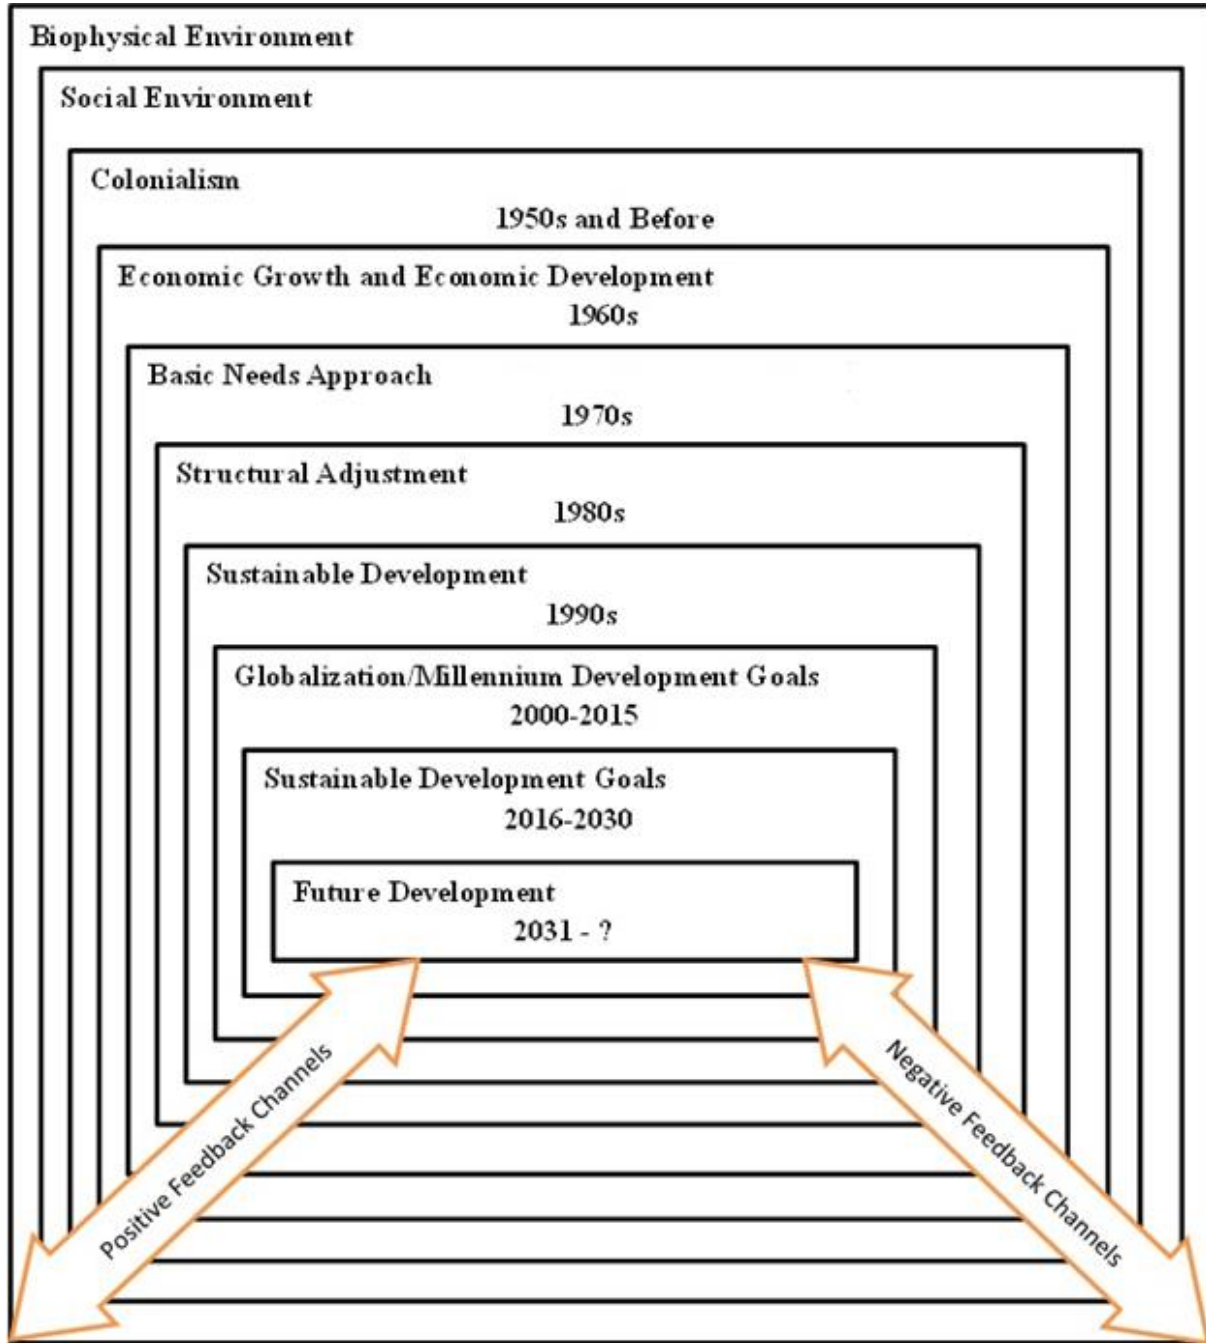 Biophysical Environment
Social Environment
Colonialism
1950s and Before
Economic Growth and Economic Development
1960s
Basic Needs Approach
1970s
Structural Adjustment
1980s
Sustainable Development
1990s
Globalization/Millennium Development Goals
2000-2015
Sustainable Development Goals
2016-2030
Future Development
2031 - ?
Positive Feedback Channels
Negative Feedback Channels